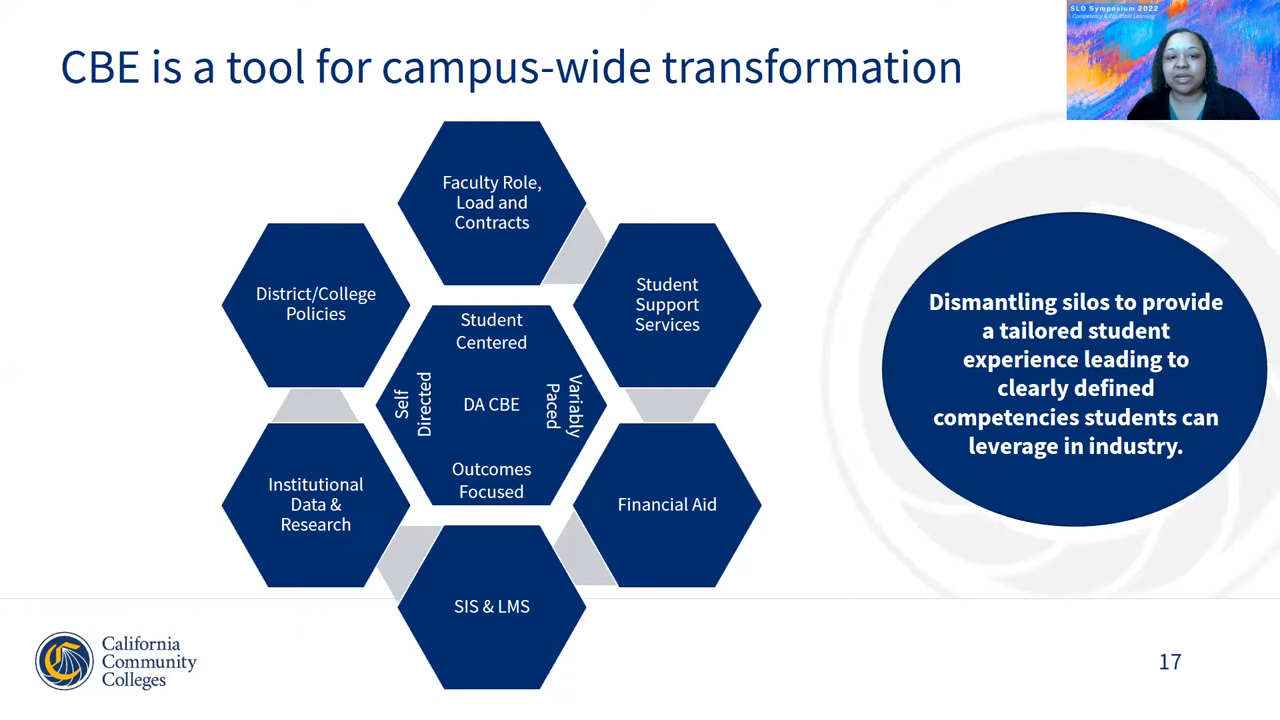 SLO Symposium 2022
Competency & Equitable Learning
CBE is a tool for campus-wide transformation
Faculty Role,
Load and
Contracts
Student
Support
Services
Financial Aid
SIS & LMS
Institutional
Data &
Research
District/College
Policies
Student
Centered
Self
Directed
DA CBE
Variably
Paced
Outcomes
Focused
Dismantling silos to provide
a tailored student
experience leading to
clearly defined
competencies students can
leverage in industry.
California
Community
Colleges
17